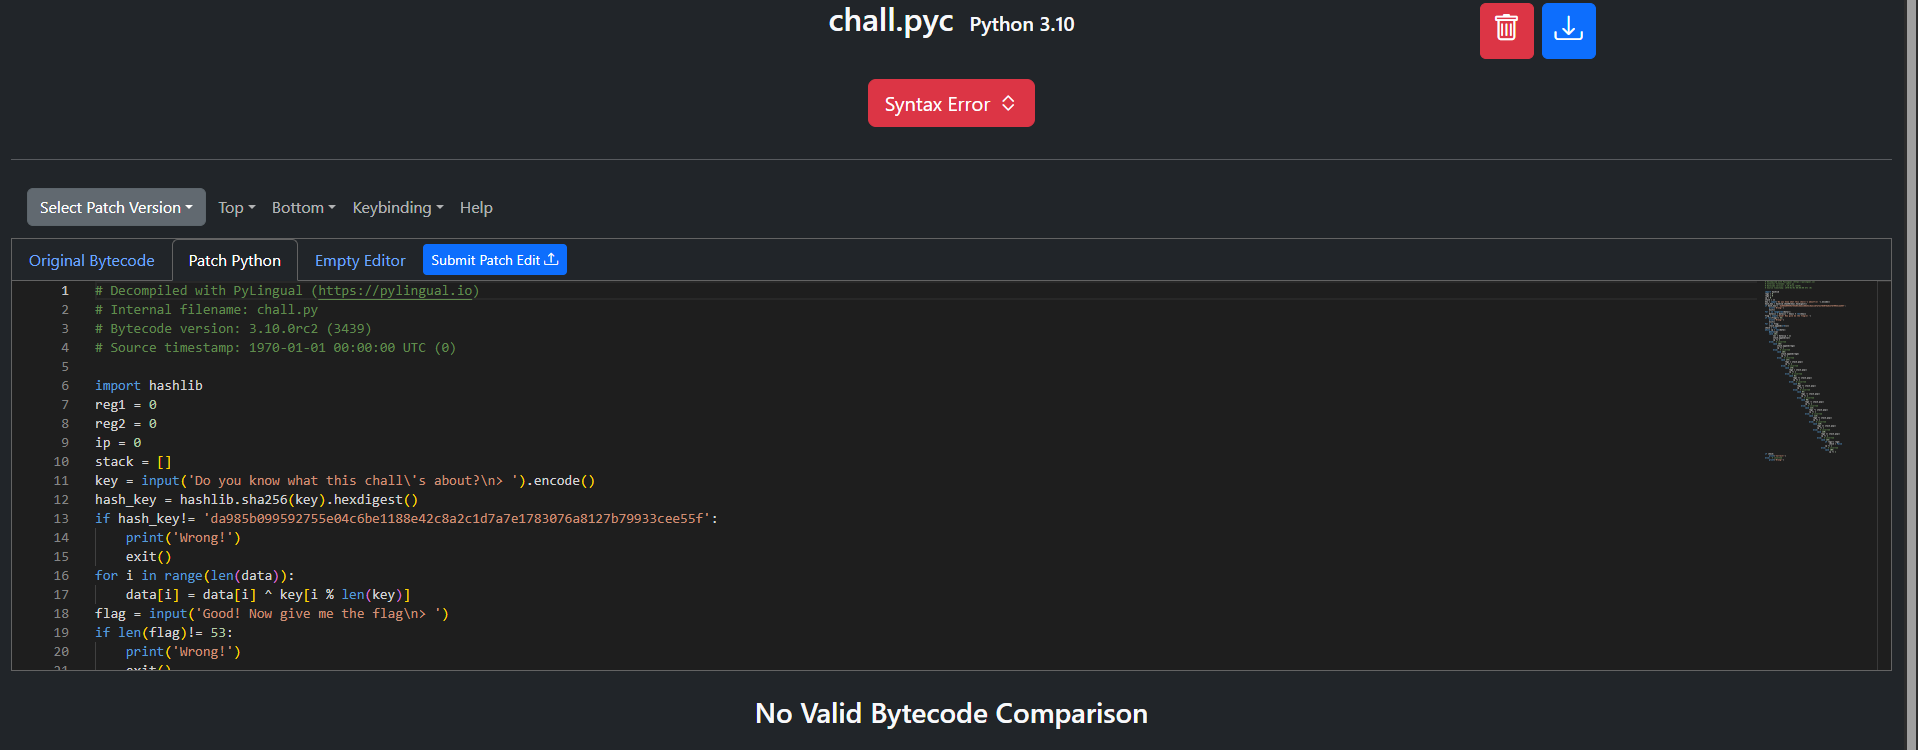 chall.pyc Python 3.10
Syntax Error
Select Patch Version Top Bottom Keybinding Help
Original Bytecode Patch Python Empty Editor Submit Patch Edit
1 # Decompiled with PyLingual (https://pylingual.io)
2 # Internal filename: chall.py
3 # Bytecode version: 3.10.0rc2 (3439)
4 # Source timestamp: 1970-01-01 00:00:00 UTC (0)
5
6 import hashlib
7 reg1 = 0
8 reg2 = 0
9 ip = 0
10 stack = []
11 key = input('Do you know what this chall\'s about?\n> ').encode()
12 hash_key = hashlib.sha256(key).hexdigest()
13 if hash_key!= 'da985b099592755e04c6be1188e42c8a2c1d7a7e1783076a8127b79933cee55f':
14     print('Wrong!')
15     exit()
16 for i in range(len(data)):
17     data[i] = data[i] ^ key[i % len(key)]
18 flag = input('Good! Now give me the flag\n> ')
19 if len(flag)!= 53:
20     print('Wrong!')
21     exit()
No Valid Bytecode Comparison